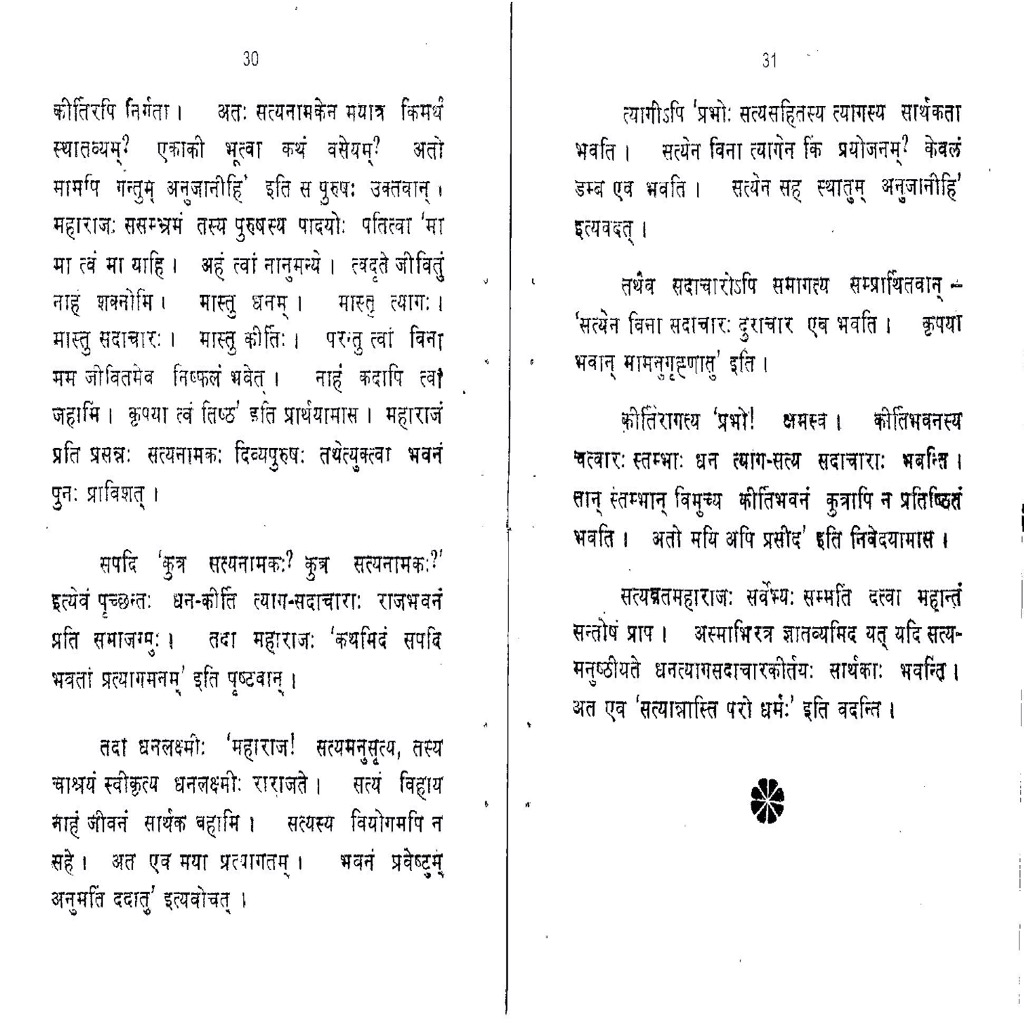 30
कीर्तिरपि निर्गता । अतः सत्यनामकेन मयात्र किमर्थं
स्थातव्यम्? एकाकी भूत्वा कथं वसेयम्? अतो
मामपि गन्तुम् अनुजानीहि' इति स पुरुषः उक्तवान् ।
महाराजः ससम्भ्रमं तस्य पुरुषस्य पादयोः पतित्वा 'मा
मा त्वं मा याहि । अहं त्वां नानुमन्ये । त्वदृते जीवितुं
नाहं शक्नोमि । मास्तु धनम् । मास्तु त्यागः ।
मास्तु सदाचारः । मास्तु कीर्तिः । परन्तु त्वां विना
मम जीवितमेव निष्फलं भवेत् । नाहं कदापि त्वां
जहामि । कृपया त्वं तिष्ठ' इति प्रार्थयामास । महाराजं
प्रति प्रसन्नः सत्यनामकः दिव्यपुरुषः तथेत्युक्त्वा भवनं
पुनः प्राविशत् ।
सपदि 'कुत्र सत्यनामकः? कुत्र सत्यनामकः?'
इत्येवं पृच्छन्तः धन-कीर्ति त्याग-सदाचाराः राजभवनं
प्रति समाजग्मुः । तदा महाराजः 'कथमिदं सपदि
भवतां प्रत्यागमनम्' इति पृष्टवान् ।
तदा धनलक्ष्मीः 'महाराज! सत्यमनुसृत्य, तस्य
चाश्रयं स्वीकृत्य धनलक्ष्मीः राराजते । सत्यं विहाय
नाहं जीवनं सार्थकं वहामि । सत्यस्य वियोगमपि न
सहे । अत एव मया प्रत्यागतम् । भवनं प्रवेष्टुम्
अनुमतिं ददातु' इत्यवोचत् ।
31
त्यागोऽपि 'प्रभोः सत्यसहितस्य त्यागस्य सार्थकता
भवति । सत्येन विना त्यागेन किं प्रयोजनम्? केवलं
डम्ब एव भवति । सत्येन सह स्थातुम् अनुजानीहि'
इत्यवदत् ।
तथैव सदाचारोऽपि समागत्य सम्प्रार्थितवान् –
'सत्येन विना सदाचारः दुराचार एव भवति । कृपया
भवान् मामनुगृह्णातु' इति ।
कीर्तिरागत्य 'प्रभो! क्षमस्व । कीर्तिभवनस्य
चत्वारः स्तम्भाः धन त्याग-सत्य सदाचाराः भवन्ति ।
तान् स्तम्भान् विमुच्य कीर्तिभवनं कुत्रापि न प्रतिष्ठितं
भवति । अतो मयि अपि प्रसीद' इति निवेदयामास ।
सत्यव्रतमहाराजः सर्वेभ्यः सम्मतिं दत्वा महान्तं
सन्तोषं प्राप । अस्माभिरत्र ज्ञातव्यमिद यत् यदि सत्य-
मनुष्ठीयते धनत्यागसदाचारकीर्तयः सार्थकाः भवन्ति ।
अत एव 'सत्यान्नास्ति परो धर्मः' इति वदन्ति ।